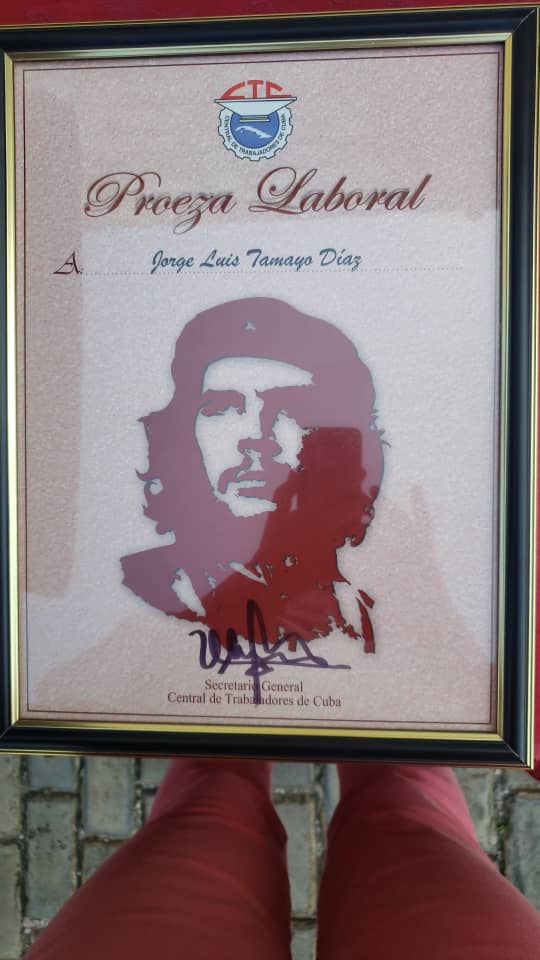 CTC
CENTRAL DE TRABAJADORES DE CUBA
Proeza Laboral
A. Jorge Luis Tamayo Díaz
Secretario General
Central de Trabajadores de Cuba